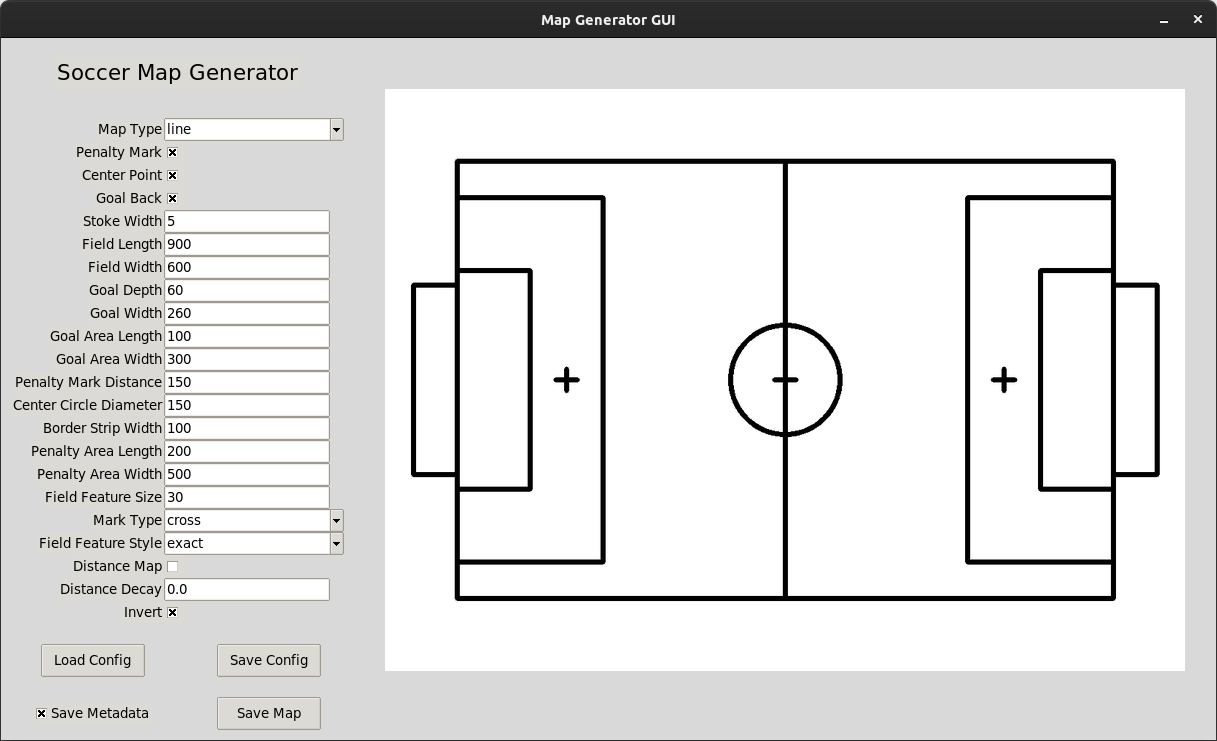 Map Generator GUI
Soccer Map Generator
Map Type line
Penalty Mark
Center Point
Goal Back
Stoke Width 5
Field Length 900
Field Width 600
Goal Depth 60
Goal Width 260
Goal Area Length 100
Goal Area Width 300
Penalty Mark Distance 150
Center Circle Diameter 150
Border Strip Width 100
Penalty Area Length 200
Penalty Area Width 500
Field Feature Size 30
Mark Type cross
Field Feature Style exact
Distance Map
Distance Decay 0.0
Invert
Load Config Save Config
Save Metadata Save Map